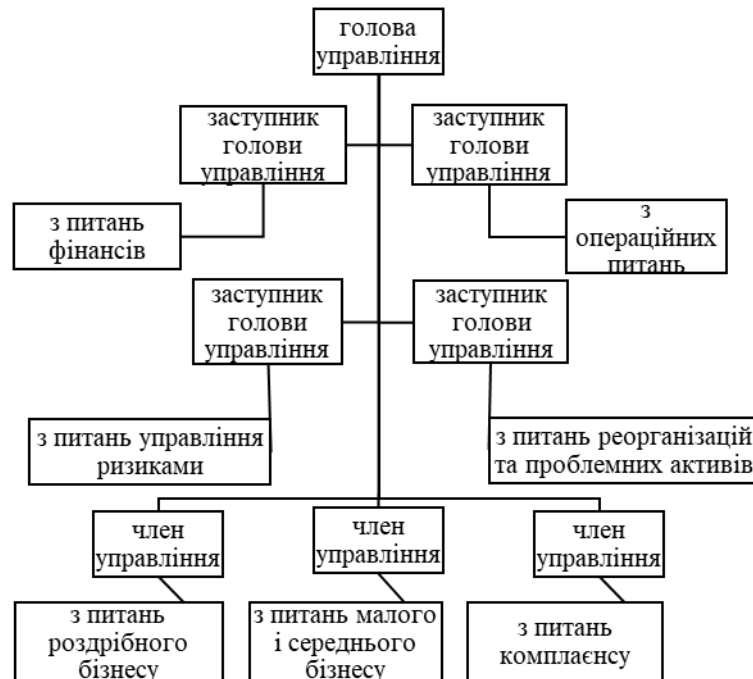 голова
управління
заступник
голови
управління
заступник
голови
управління
з питань
фінансів
з
операційних
питань
заступник
голови
управління
заступник
голови
управління
з питань управління
ризиками
з питань реорганізацій
та проблемних активів
член
управління
член
управління
член
управління
з питань
роздрібного
бізнесу
з питань малого
і середнього
бізнесу
з питань
комплаєнсу